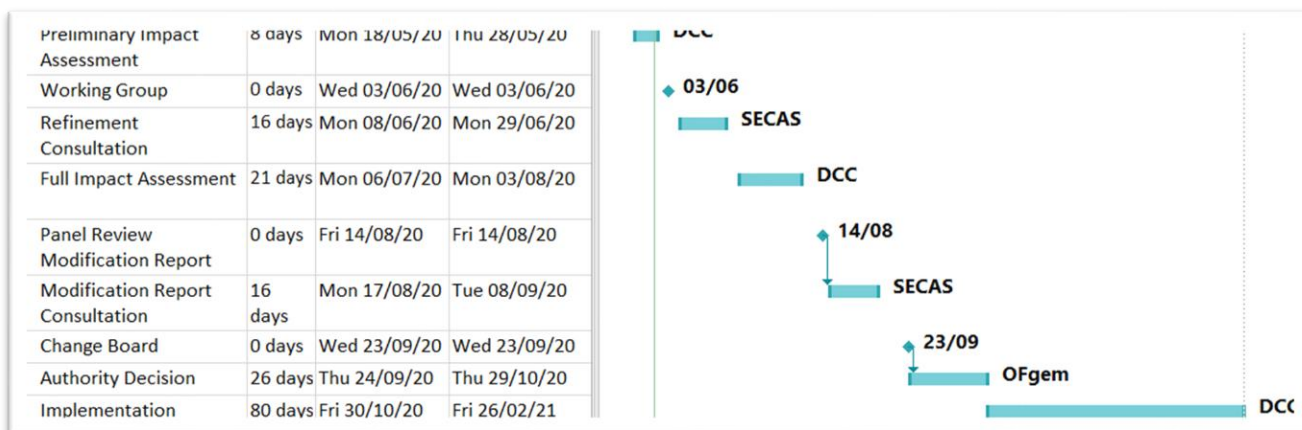 Preliminary Impact 8 days Mon 18/05/20 Thu 28/05/20 DCC
Assessment
Working Group 0 days Wed 03/06/20 Wed 03/06/20 03/06
Refinement 16 days Mon 08/06/20 Mon 29/06/20 SECAS
Consultation
Full Impact Assessment 21 days Mon 06/07/20 Mon 03/08/20 DCC
Panel Review 0 days Fri 14/08/20 Fri 14/08/20 14/08
Modification Report
Modification Report 16 Mon 17/08/20 Tue 08/09/20 SECAS
Consultation days
Change Board 0 days Wed 23/09/20 Wed 23/09/20 23/09
Authority Decision 26 days Thu 24/09/20 Thu 29/10/20 OFgem
Implementation 80 days Fri 30/10/20 Fri 26/02/21 DCC